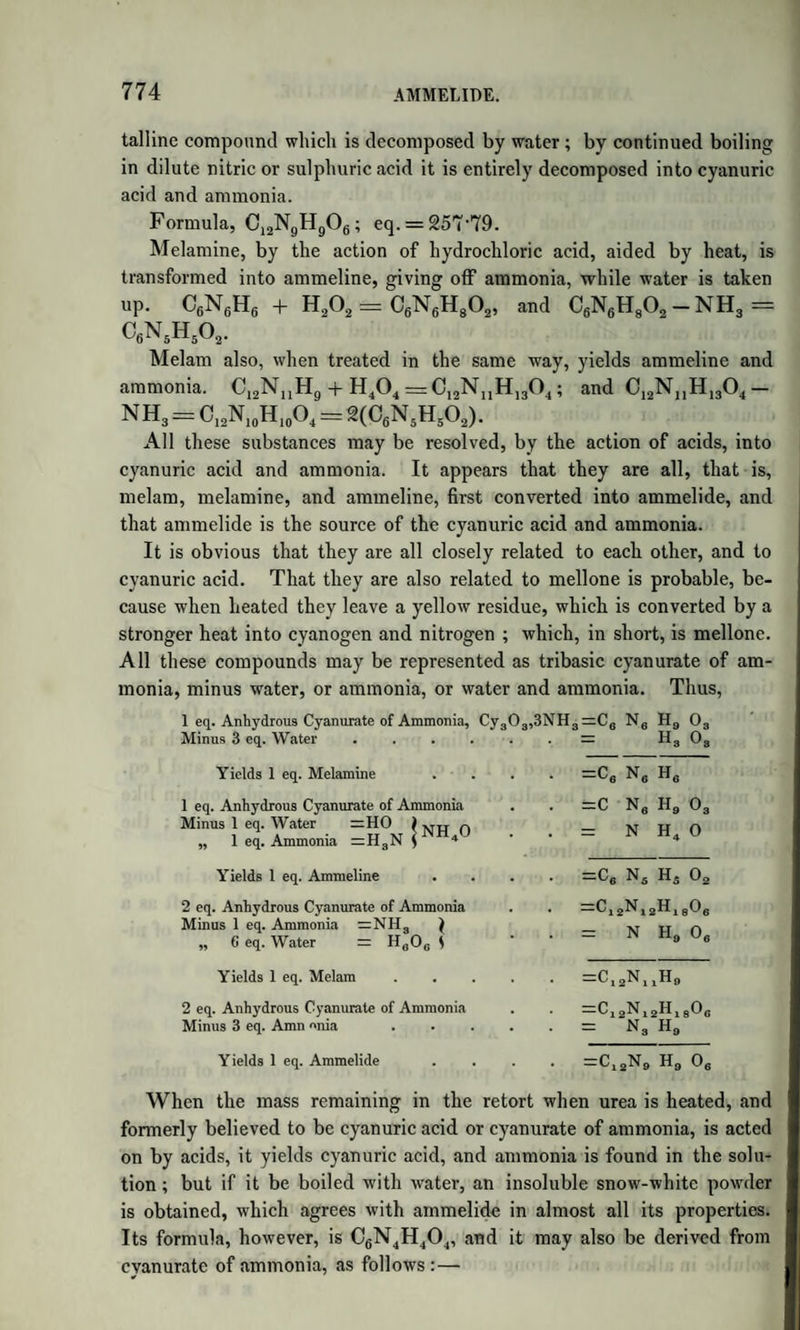 774 AMMELIDE.
talline compound which is decomposed by water ; by continued boiling
in dilute nitric or sulphuric acid it is entirely decomposed into cyanuric
acid and ammonia.
Formula, C₁₂N₉H₉O₆; eq. = 257·79.
Melamine, by the action of hydrochloric acid, aided by heat, is
transformed into ammeline, giving off ammonia, while water is taken
up. C₆N₆H₆ + H₂O₂ = C₆N₆H₈O₂, and C₆N₆H₈O₂ – NH₃ =
C₆N₅H₅O₂.
Melam also, when treated in the same way, yields ammeline and
ammonia. C₁₂N₁₁H₉ + H₄O₄ = C₁₂N₁₁H₁₃O₄; and C₁₂N₁₁H₁₃O₄ –
NH₃ = C₁₂N₁₀H₁₀O₄ = 2(C₆N₅H₅O₂).
All these substances may be resolved, by the action of acids, into
cyanuric acid and ammonia. It appears that they are all, that is,
melam, melamine, and ammeline, first converted into ammelide, and
that ammelide is the source of the cyanuric acid and ammonia.
It is obvious that they are all closely related to each other, and to
cyanuric acid. That they are also related to mellone is probable, be-
cause when heated they leave a yellow residue, which is converted by a
stronger heat into cyanogen and nitrogen ; which, in short, is mellone.
All these compounds may be represented as tribasic cyanurate of am-
monia, minus water, or ammonia, or water and ammonia. Thus,
1 eq. Anhydrous Cyanurate of Ammonia, Cy₃O₃,3NH₃=C₆ N₆ H₉ O₃
Minus 3 eq. Water . . . . . . = H₃ O₃
Yields 1 eq. Melamine . . . . =C₆ N₆ H₆
1 eq. Anhydrous Cyanurate of Ammonia . . =C N₆ H₉ O₃
Minus 1 eq. Water =HO } NH₄O . . = N H₄ O
„ 1 eq. Ammonia =H₃N }
Yields 1 eq. Ammeline . . . . =C₆ N₅ H₅ O₂
2 eq. Anhydrous Cyanurate of Ammonia . . =C₁₂N₁₂H₁₈O₆
Minus 1 eq. Ammonia =NH₃ } . . = N H₉ O₆
„ 6 eq. Water = H₆O₆ }
Yields 1 eq. Melam . . . . . =C₁₂N₁₁H₉
2 eq. Anhydrous Cyanurate of Ammonia . . =C₁₂N₁₂H₁₈O₆
Minus 3 eq. Amn onia . . . . . = N₃ H₉
Yields 1 eq. Ammelide . . . . =C₁₂N₉ H₉ O₆
When the mass remaining in the retort when urea is heated, and
formerly believed to be cyanuric acid or cyanurate of ammonia, is acted
on by acids, it yields cyanuric acid, and ammonia is found in the solu-
tion ; but if it be boiled with water, an insoluble snow-white powder
is obtained, which agrees with ammelide in almost all its properties.
Its formula, however, is C₆N₄H₄O₄, and it may also be derived from
cyanurate of ammonia, as follows :—